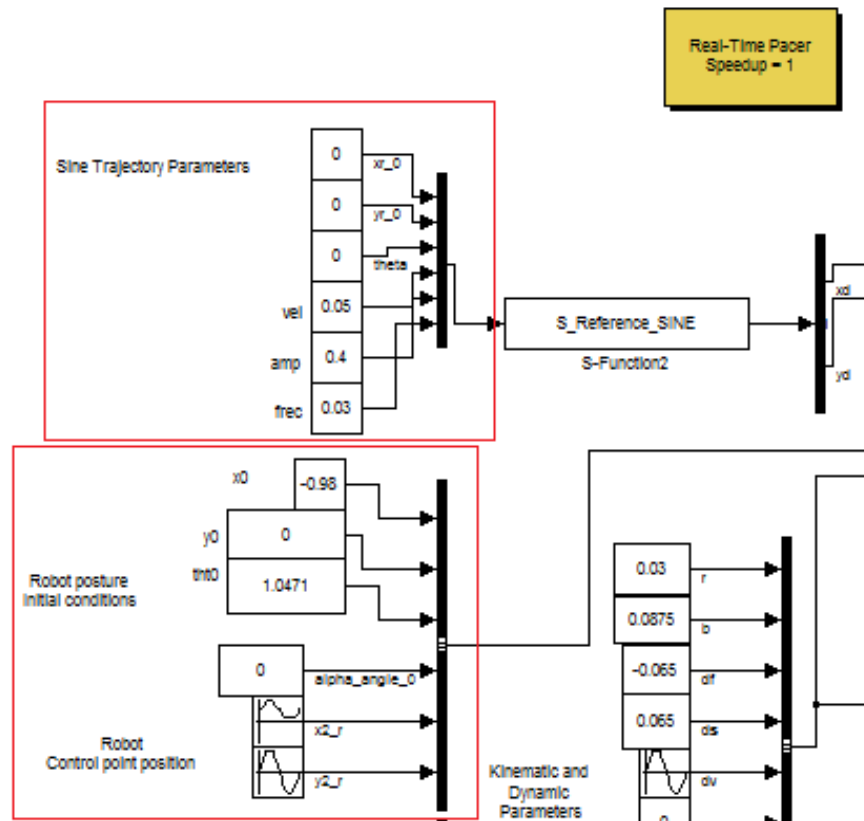 Real-Time Pacer
Speedup = 1
Sine Trajectory Parameters
0
xr_0
0
yr_0
0
theta
vel
0.05
amp
0.4
frec
0.03
S_Reference_SINE
S-Function2
xd
yd
x0
-0.98
y0
0
tht0
1.0471
Robot posture
initial conditions
0
alpha_angle_0
x2_r
y2_r
Robot
Control point position
0.03
r
0.0875
b
-0.065
df
0.065
ds
dv
0
Kinematic and
Dynamic
Parameters